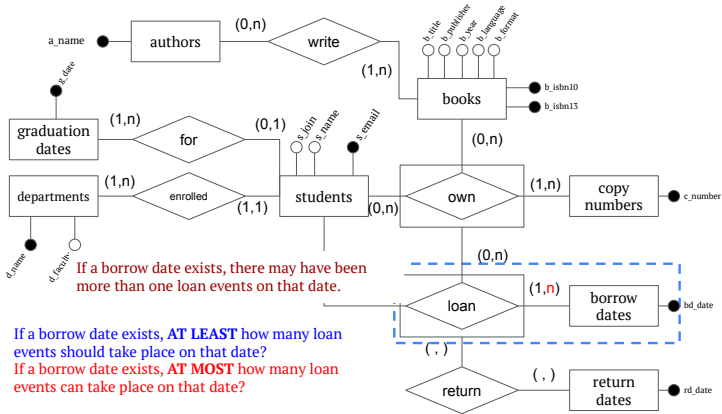 b_title
b_publisher
b_year
b_language
b_format
(0,n)
a_name
authors
write
(1,n)
g_date
books
b_isbn10
b_isbn13
graduation
dates
(1,n)
for
(0,1)
s_join
s_name
s_email
(0,n)
departments
(1,n)
enrolled
(1,1)
students
(0,n)
own
(1,n)
copy
numbers
c_number
d_name
(0,n)
If a borrow date exists, there may have been
more than one loan events on that date.
loan
(1,n)
borrow
dates
bd_date
If a borrow date exists, AT LEAST how many loan
events should take place on that date?
If a borrow date exists, AT MOST how many loan
events can take place on that date?
( , )
return
( , )
return
dates
rd_date